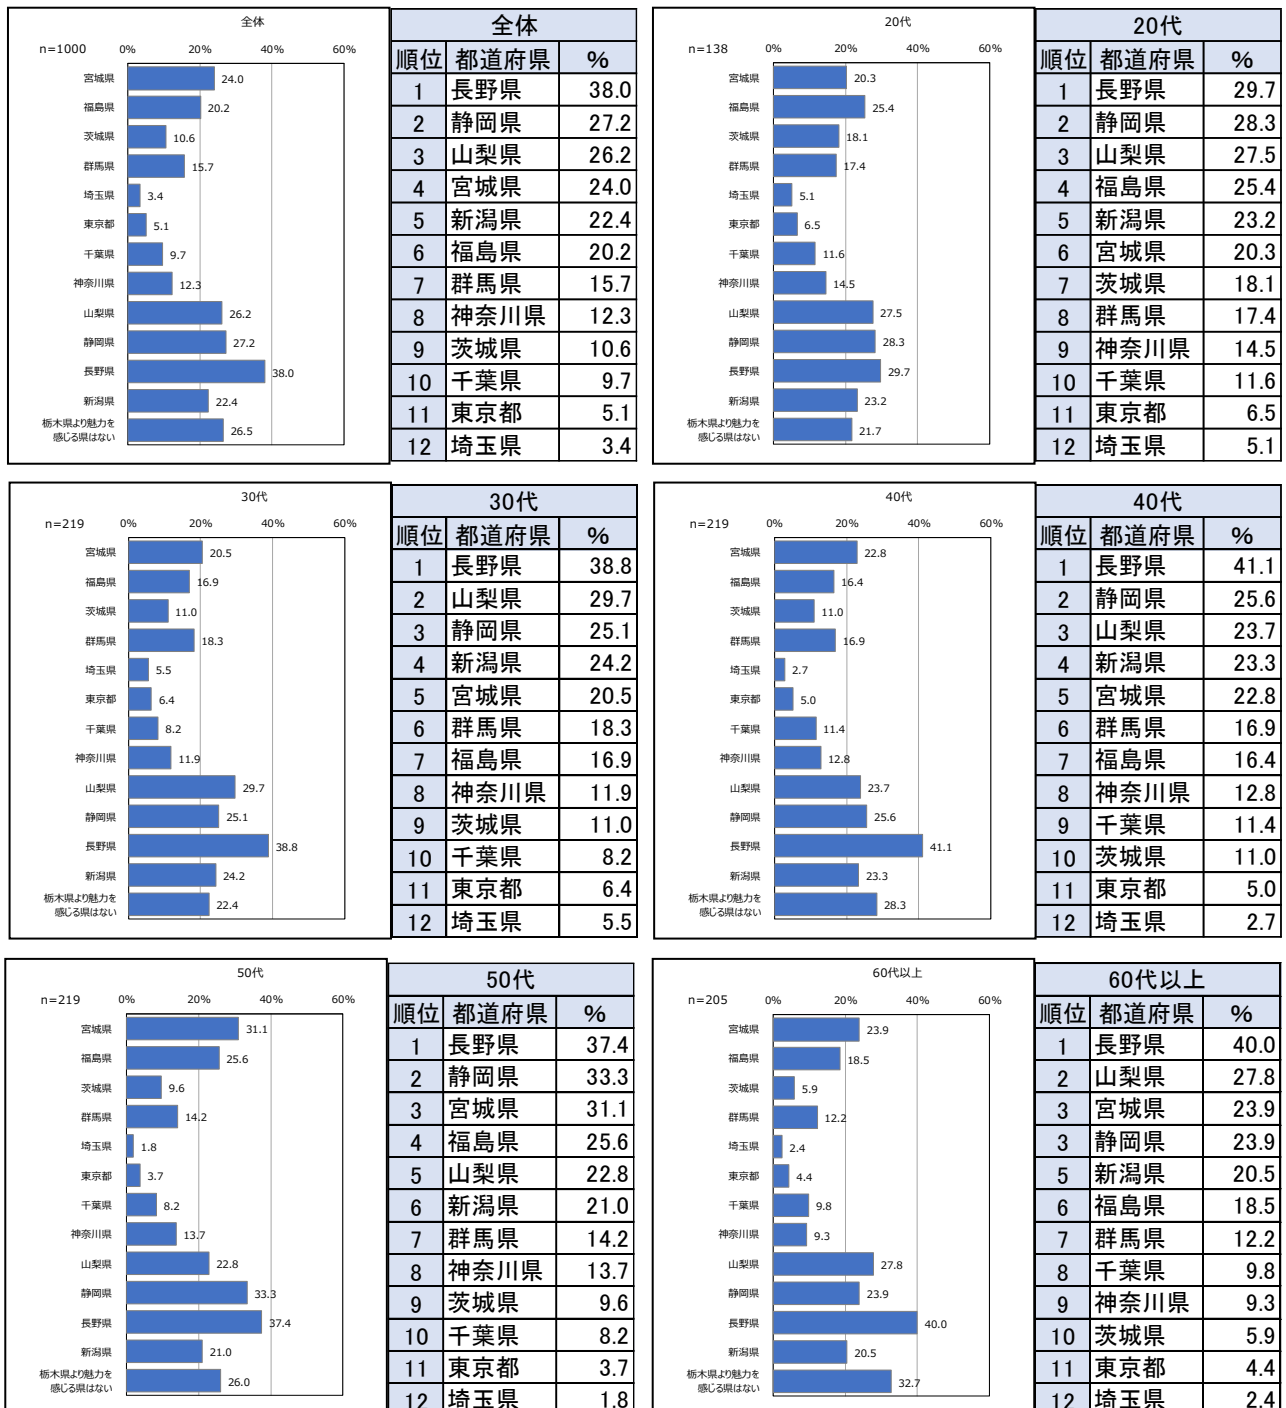 全体
n=1000 0% 20% 40% 60%
宮城県 24.0
福島県 20.2
茨城県 10.6
群馬県 15.7
埼玉県 3.4
東京都 5.1
千葉県 9.7
神奈川県 12.3
山梨県 26.2
静岡県 27.2
長野県 38.0
新潟県 22.4
栃木県より魅力を
感じる県はない 26.5
全体
順位 都道府県 %
1 長野県 38.0
2 静岡県 27.2
3 山梨県 26.2
4 宮城県 24.0
5 新潟県 22.4
6 福島県 20.2
7 群馬県 15.7
8 神奈川県 12.3
9 茨城県 10.6
10 千葉県 9.7
11 東京都 5.1
12 埼玉県 3.4
20代
n=138 0% 20% 40% 60%
宮城県 20.3
福島県 25.4
茨城県 18.1
群馬県 17.4
埼玉県 5.1
東京都 6.5
千葉県 11.6
神奈川県 14.5
山梨県 27.5
静岡県 28.3
長野県 29.7
新潟県 23.2
栃木県より魅力を
感じる県はない 21.7
20代
順位 都道府県 %
1 長野県 29.7
2 静岡県 28.3
3 山梨県 27.5
4 福島県 25.4
5 新潟県 23.2
6 宮城県 20.3
7 茨城県 18.1
8 群馬県 17.4
9 神奈川県 14.5
10 千葉県 11.6
11 東京都 6.5
12 埼玉県 5.1
30代
n=219 0% 20% 40% 60%
宮城県 20.5
福島県 16.9
茨城県 11.0
群馬県 18.3
埼玉県 5.5
東京都 6.4
千葉県 8.2
神奈川県 11.9
山梨県 29.7
静岡県 25.1
長野県 38.8
新潟県 24.2
栃木県より魅力を
感じる県はない 22.4
30代
順位 都道府県 %
1 長野県 38.8
2 山梨県 29.7
3 静岡県 25.1
4 新潟県 24.2
5 宮城県 20.5
6 群馬県 18.3
7 福島県 16.9
8 神奈川県 11.9
9 茨城県 11.0
10 千葉県 8.2
11 東京都 6.4
12 埼玉県 5.5
40代
n=219 0% 20% 40% 60%
宮城県 22.8
福島県 16.4
茨城県 11.0
群馬県 16.9
埼玉県 2.7
東京都 5.0
千葉県 11.4
神奈川県 12.8
山梨県 23.7
静岡県 25.6
長野県 41.1
新潟県 23.3
栃木県より魅力を
感じる県はない 28.3
40代
順位 都道府県 %
1 長野県 41.1
2 静岡県 25.6
3 山梨県 23.7
4 新潟県 23.3
5 宮城県 22.8
6 群馬県 16.9
7 福島県 16.4
8 神奈川県 12.8
9 千葉県 11.4
10 茨城県 11.0
11 東京都 5.0
12 埼玉県 2.7
50代
n=219 0% 20% 40% 60%
宮城県 31.1
福島県 25.6
茨城県 9.6
群馬県 14.2
埼玉県 1.8
東京都 3.7
千葉県 8.2
神奈川県 13.7
山梨県 22.8
静岡県 33.3
長野県 37.4
新潟県 21.0
栃木県より魅力を
感じる県はない 26.0
50代
順位 都道府県 %
1 長野県 37.4
2 静岡県 33.3
3 宮城県 31.1
4 福島県 25.6
5 山梨県 22.8
6 新潟県 21.0
7 群馬県 14.2
8 神奈川県 13.7
9 茨城県 9.6
10 千葉県 8.2
11 東京都 3.7
12 埼玉県 1.8
60代以上
n=205 0% 20% 40% 60%
宮城県 23.9
福島県 18.5
茨城県 5.9
群馬県 12.2
埼玉県 2.4
東京都 4.4
千葉県 9.8
神奈川県 9.3
山梨県 27.8
静岡県 23.9
長野県 40.0
新潟県 20.5
栃木県より魅力を
感じる県はない 32.7
60代以上
順位 都道府県 %
1 長野県 40.0
2 山梨県 27.8
3 宮城県 23.9
3 静岡県 23.9
5 新潟県 20.5
6 福島県 18.5
7 群馬県 12.2
8 千葉県 9.8
9 神奈川県 9.3
10 茨城県 5.9
11 東京都 4.4
12 埼玉県 2.4